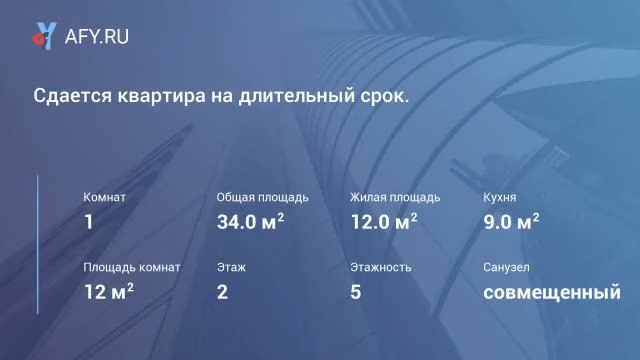 AFY.RU
Сдается квартира на длительный срок.
Комнат Общая площадь Жилая площадь Кухня
1 34.0 м² 12.0 м² 9.0 м²
Площадь комнат Этаж Этажность Санузел
12 м² 2 5 совмещенный